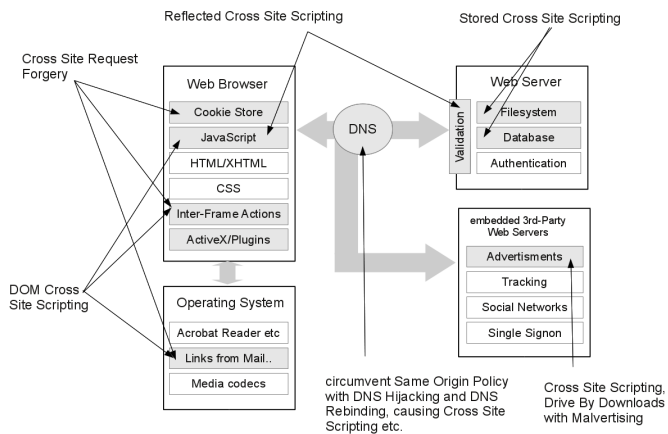 Reflected Cross Site Scripting
Stored Cross Site Scripting
Cross Site Request
Forgery
Web Browser
Cookie Store
JavaScript
HTML/XHTML
CSS
Inter-Frame Actions
ActiveX/Plugins
DNS
Web Server
Validation
Filesystem
Database
Authentication
embedded 3rd-Party
Web Servers
Advertisments
Tracking
Social Networks
Single Signon
DOM Cross
Site Scripting
Operating System
Acrobat Reader etc
Links from Mail..
Media codecs
circumvent Same Origin Policy
with DNS Hijacking and DNS
Rebinding, causing Cross Site
Scripting etc.
Cross Site Scripting,
Drive By Downloads
with Malvertising